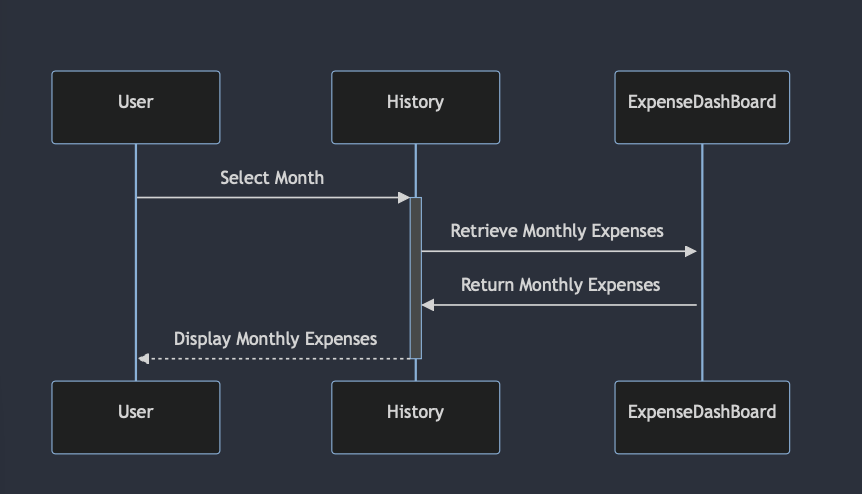 User
History
ExpenseDashBoard
Select Month
Retrieve Monthly Expenses
Return Monthly Expenses
Display Monthly Expenses
User
History
ExpenseDashBoard